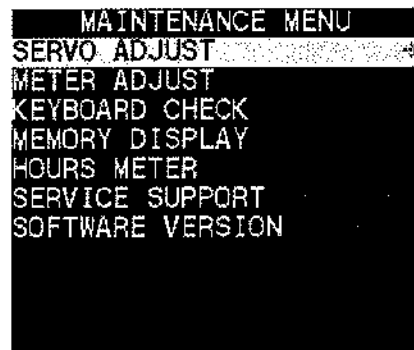 MAINTENANCE MENU
SERVO ADJUST
METER ADJUST
KEYBOARD CHECK
MEMORY DISPLAY
HOURS METER
SERVICE SUPPORT
SOFTWARE VERSION